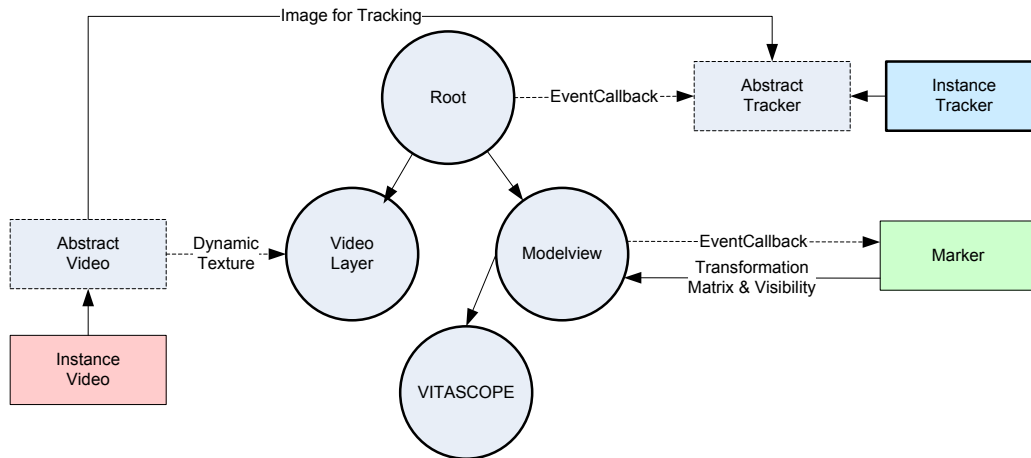 Image for Tracking
Root
EventCallback
Abstract
Tracker
Instance
Tracker
Abstract
Video
Dynamic
Texture
Video
Layer
Modelview
EventCallback
Transformation
Matrix & Visibility
Marker
Instance
Video
VITASCOPE